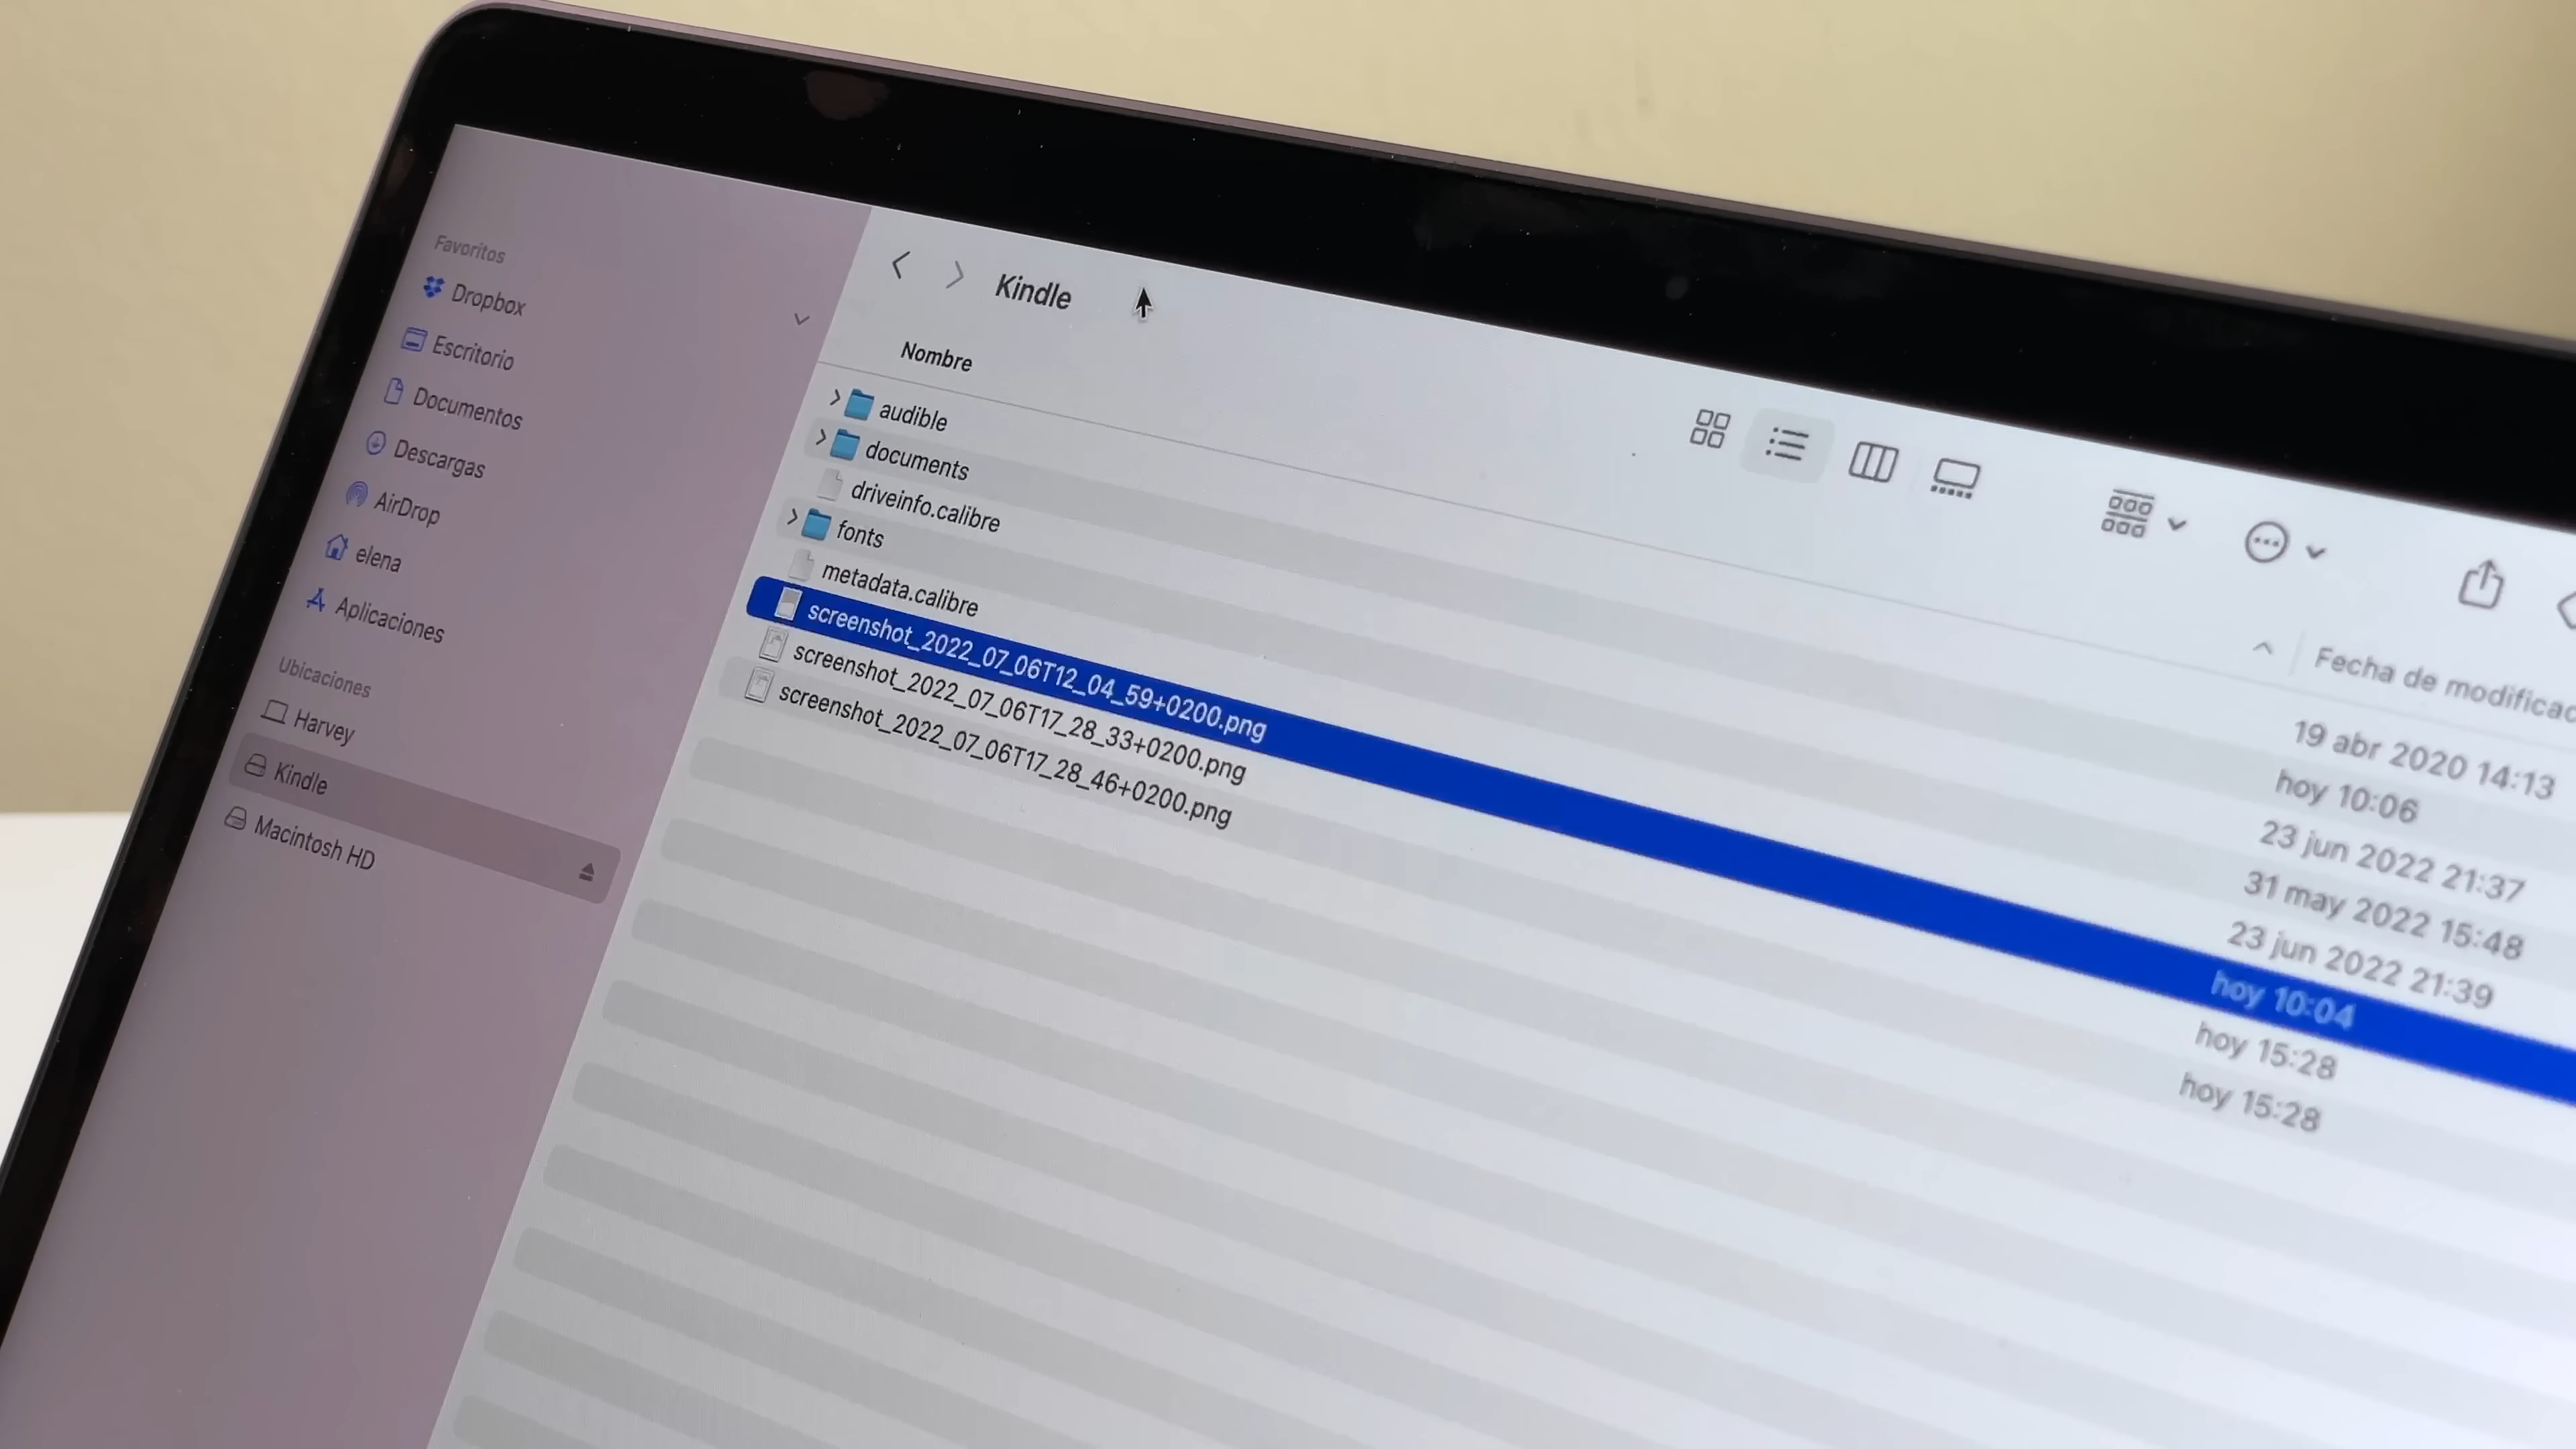 Favoritos
Dropbox
Escritorio
Documentos
Descargas
AirDrop
elena
Aplicaciones
Ubicaciones
Harvey
Kindle
Macintosh HD
Kindle
Nombre
Fecha de modificac
audible
19 abr 2020 14:13
documents
hoy 10:06
driveinfo.calibre
23 jun 2022 21:37
fonts
31 may 2022 15:48
metadata.calibre
23 jun 2022 21:39
screenshot_2022_07_06T12_04_59+0200.png
hoy 10:04
screenshot_2022_07_06T17_28_33+0200.png
hoy 15:28
screenshot_2022_07_06T17_28_46+0200.png
hoy 15:28